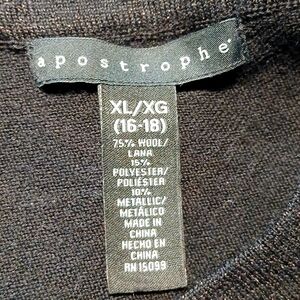 apostrophe®
XL/XG
(16-18)
75% WOOL/
LANA
15%
POLYESTER/
POLIÉSTER
10%
METALLIC/
METÁLICO
MADE IN
CHINA
HECHO EN
CHINA
RN 15099